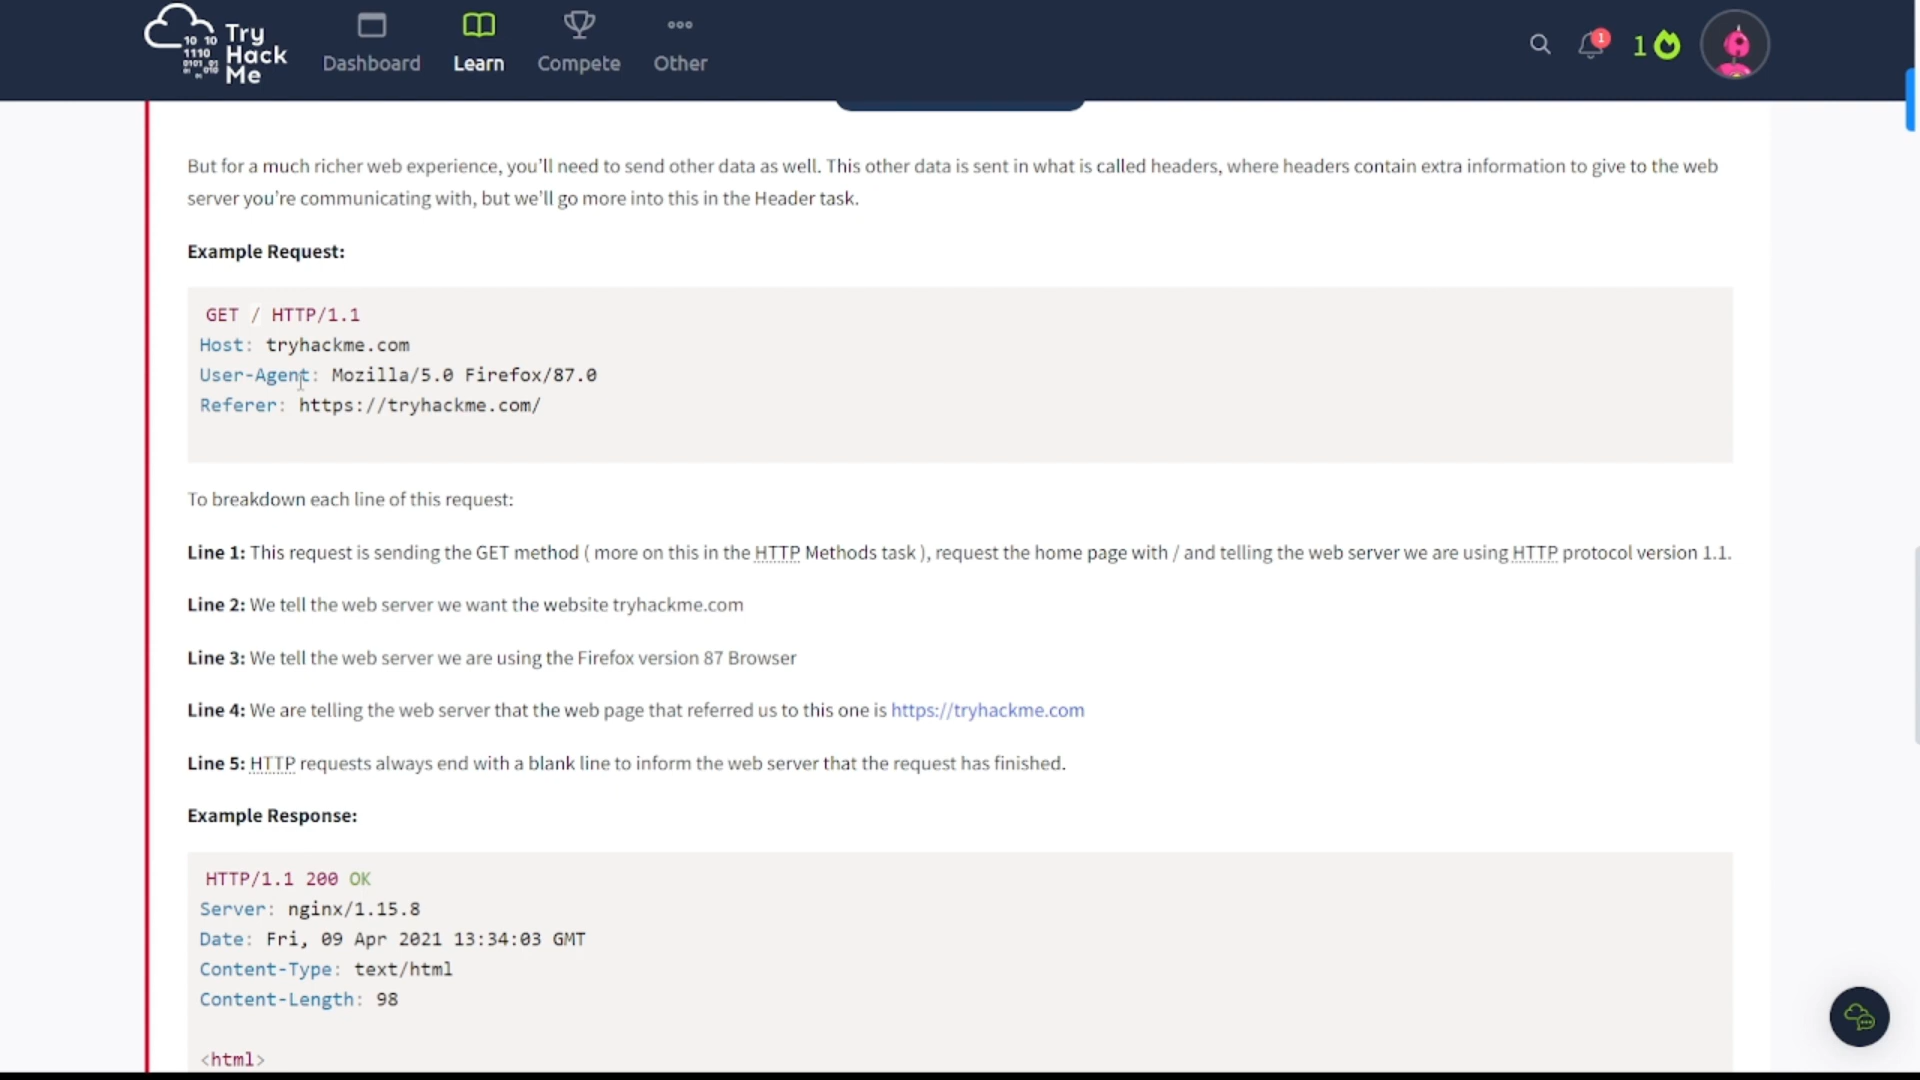 Try
Hack
Me
10 10
1110
0101 01
Dashboard
Learn
Compete
Other
1
1
But for a much richer web experience, you'll need to send other data as well. This other data is sent in what is called headers, where headers contain extra information to give to the web
server you're communicating with, but we'll go more into this in the Header task.
Example Request:
GET / HTTP/1.1
Host: tryhackme.com
User-Agent: Mozilla/5.0 Firefox/87.0
Referer: https://tryhackme.com/
To breakdown each line of this request:
Line 1: This request is sending the GET method ( more on this in the HTTP Methods task ), request the home page with / and telling the web server we are using HTTP protocol version 1.1.
Line 2: We tell the web server we want the website tryhackme.com
Line 3: We tell the web server we are using the Firefox version 87 Browser
Line 4: We are telling the web server that the web page that referred us to this one is https://tryhackme.com
Line 5: HTTP requests always end with a blank line to inform the web server that the request has finished.
Example Response:
HTTP/1.1 200 OK
Server: nginx/1.15.8
Date: Fri, 09 Apr 2021 13:34:03 GMT
Content-Type: text/html
Content-Length: 98
<html>